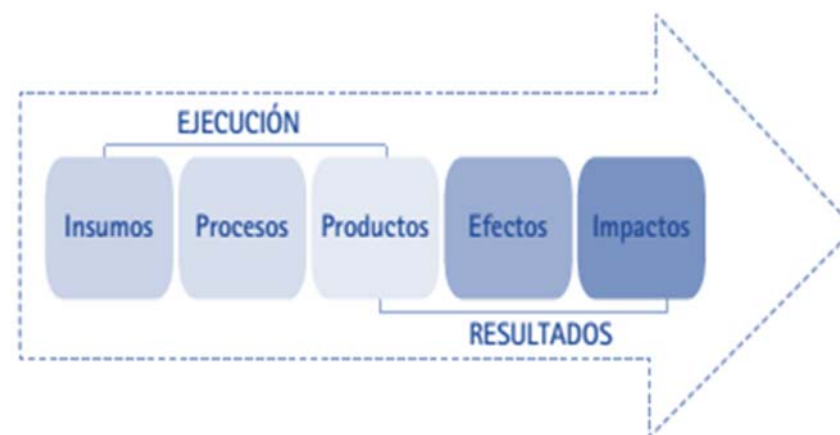 EJECUCIÓN
Insumos Procesos Productos Efectos Impactos
RESULTADOS